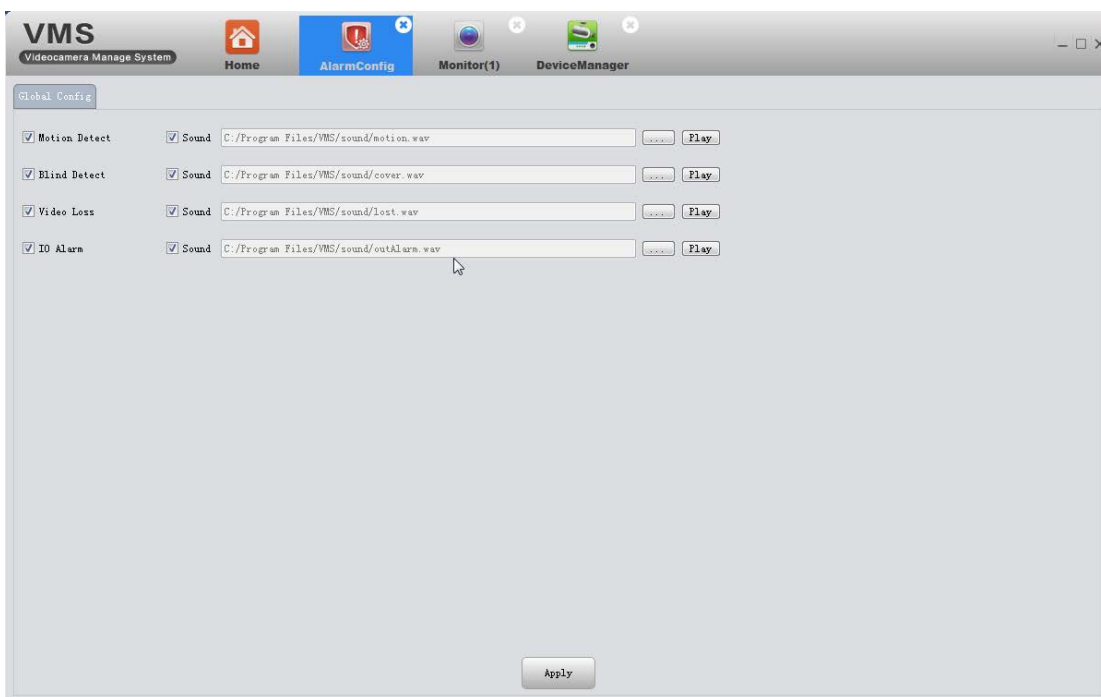 VMS
Videocamera Manage System
Home
AlarmConfig
Monitor(1)
DeviceManager
Global Config
Motion Detect Sound C:/Program Files/VMS/sound/motion.wav ... Play
Blind Detect Sound C:/Program Files/VMS/sound/cover.wav ... Play
Video Loss Sound C:/Program Files/VMS/sound/lost.wav ... Play
IO Alarm Sound C:/Program Files/VMS/sound/outAlarm.wav ... Play
Apply